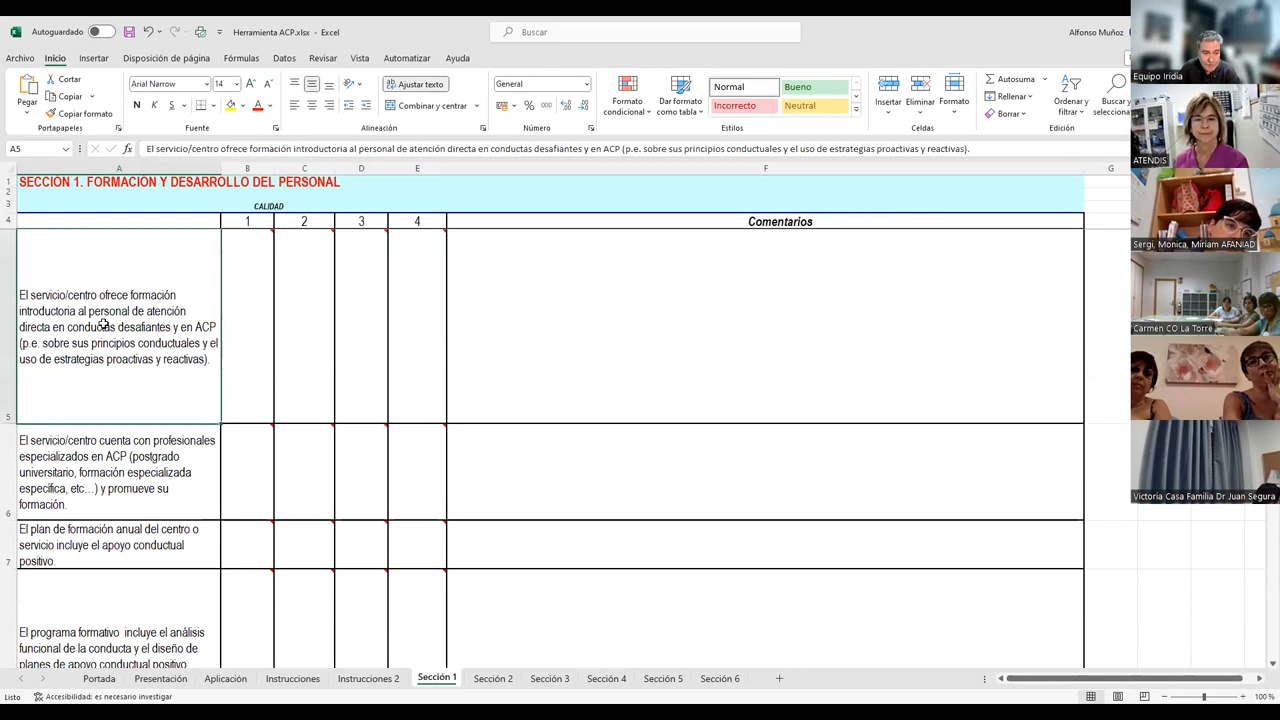 Autoguardado
Herramienta ACP.xlsx - Excel
Buscar
Alfonso Muñoz
Archivo Inicio Insertar Disposición de página Fórmulas Datos Revisar Vista Automatizar Ayuda
Pegar
Cortar
Copiar
Copiar formato
Portapapeles
Arial Narrow 14
N K S
Fuente
Ajustar texto
Combinar y centrar
Alineación
General
Número
Formato condicional
Dar formato como tabla
Normal Bueno
Incorrecto Neutral
Estilos
Insertar Eliminar Formato
Celdas
Autosuma
Rellenar
Borrar
Ordenar y filtrar
Buscar y
Edición
A5
El servicio/centro ofrece formación introductoria al personal de atención directa en conductas desafiantes y en ACP (p.e. sobre sus principios conductuales y el uso de estrategias proactivas y reactivas).
A B C D E F G
1 SECCIÓN 1. FORMACIÓN Y DESARROLLO DEL PERSONAL
2
3 CALIDAD
4 1 2 3 4 Comentarios
El servicio/centro ofrece formación
introductoria al personal de atención
directa en conductas desafiantes y en ACP
(p.e. sobre sus principios conductuales y el
uso de estrategias proactivas y reactivas).
5
El servicio/centro cuenta con profesionales
especializados en ACP (postgrado
universitario, formación especializada
específica, etc…) y promueve su
formación.
6
El plan de formación anual del centro o
servicio incluye el apoyo conductual
positivo.
7
El programa formativo incluye el análisis
funcional de la conducta y el diseño de
planes de apoyo conductual positivo
Portada Presentación Aplicación Instrucciones Instrucciones 2 Sección 1 Sección 2 Sección 3 Sección 4 Sección 5 Sección 6
Listo Accesibilidad: es necesario investigar
100 %
Equipo Iridia
ATENDIS
Sergi, Monica, Miriam AFANIAD
Carmen CO La Torre
Victoria Casa Familia Dr Juan Segura